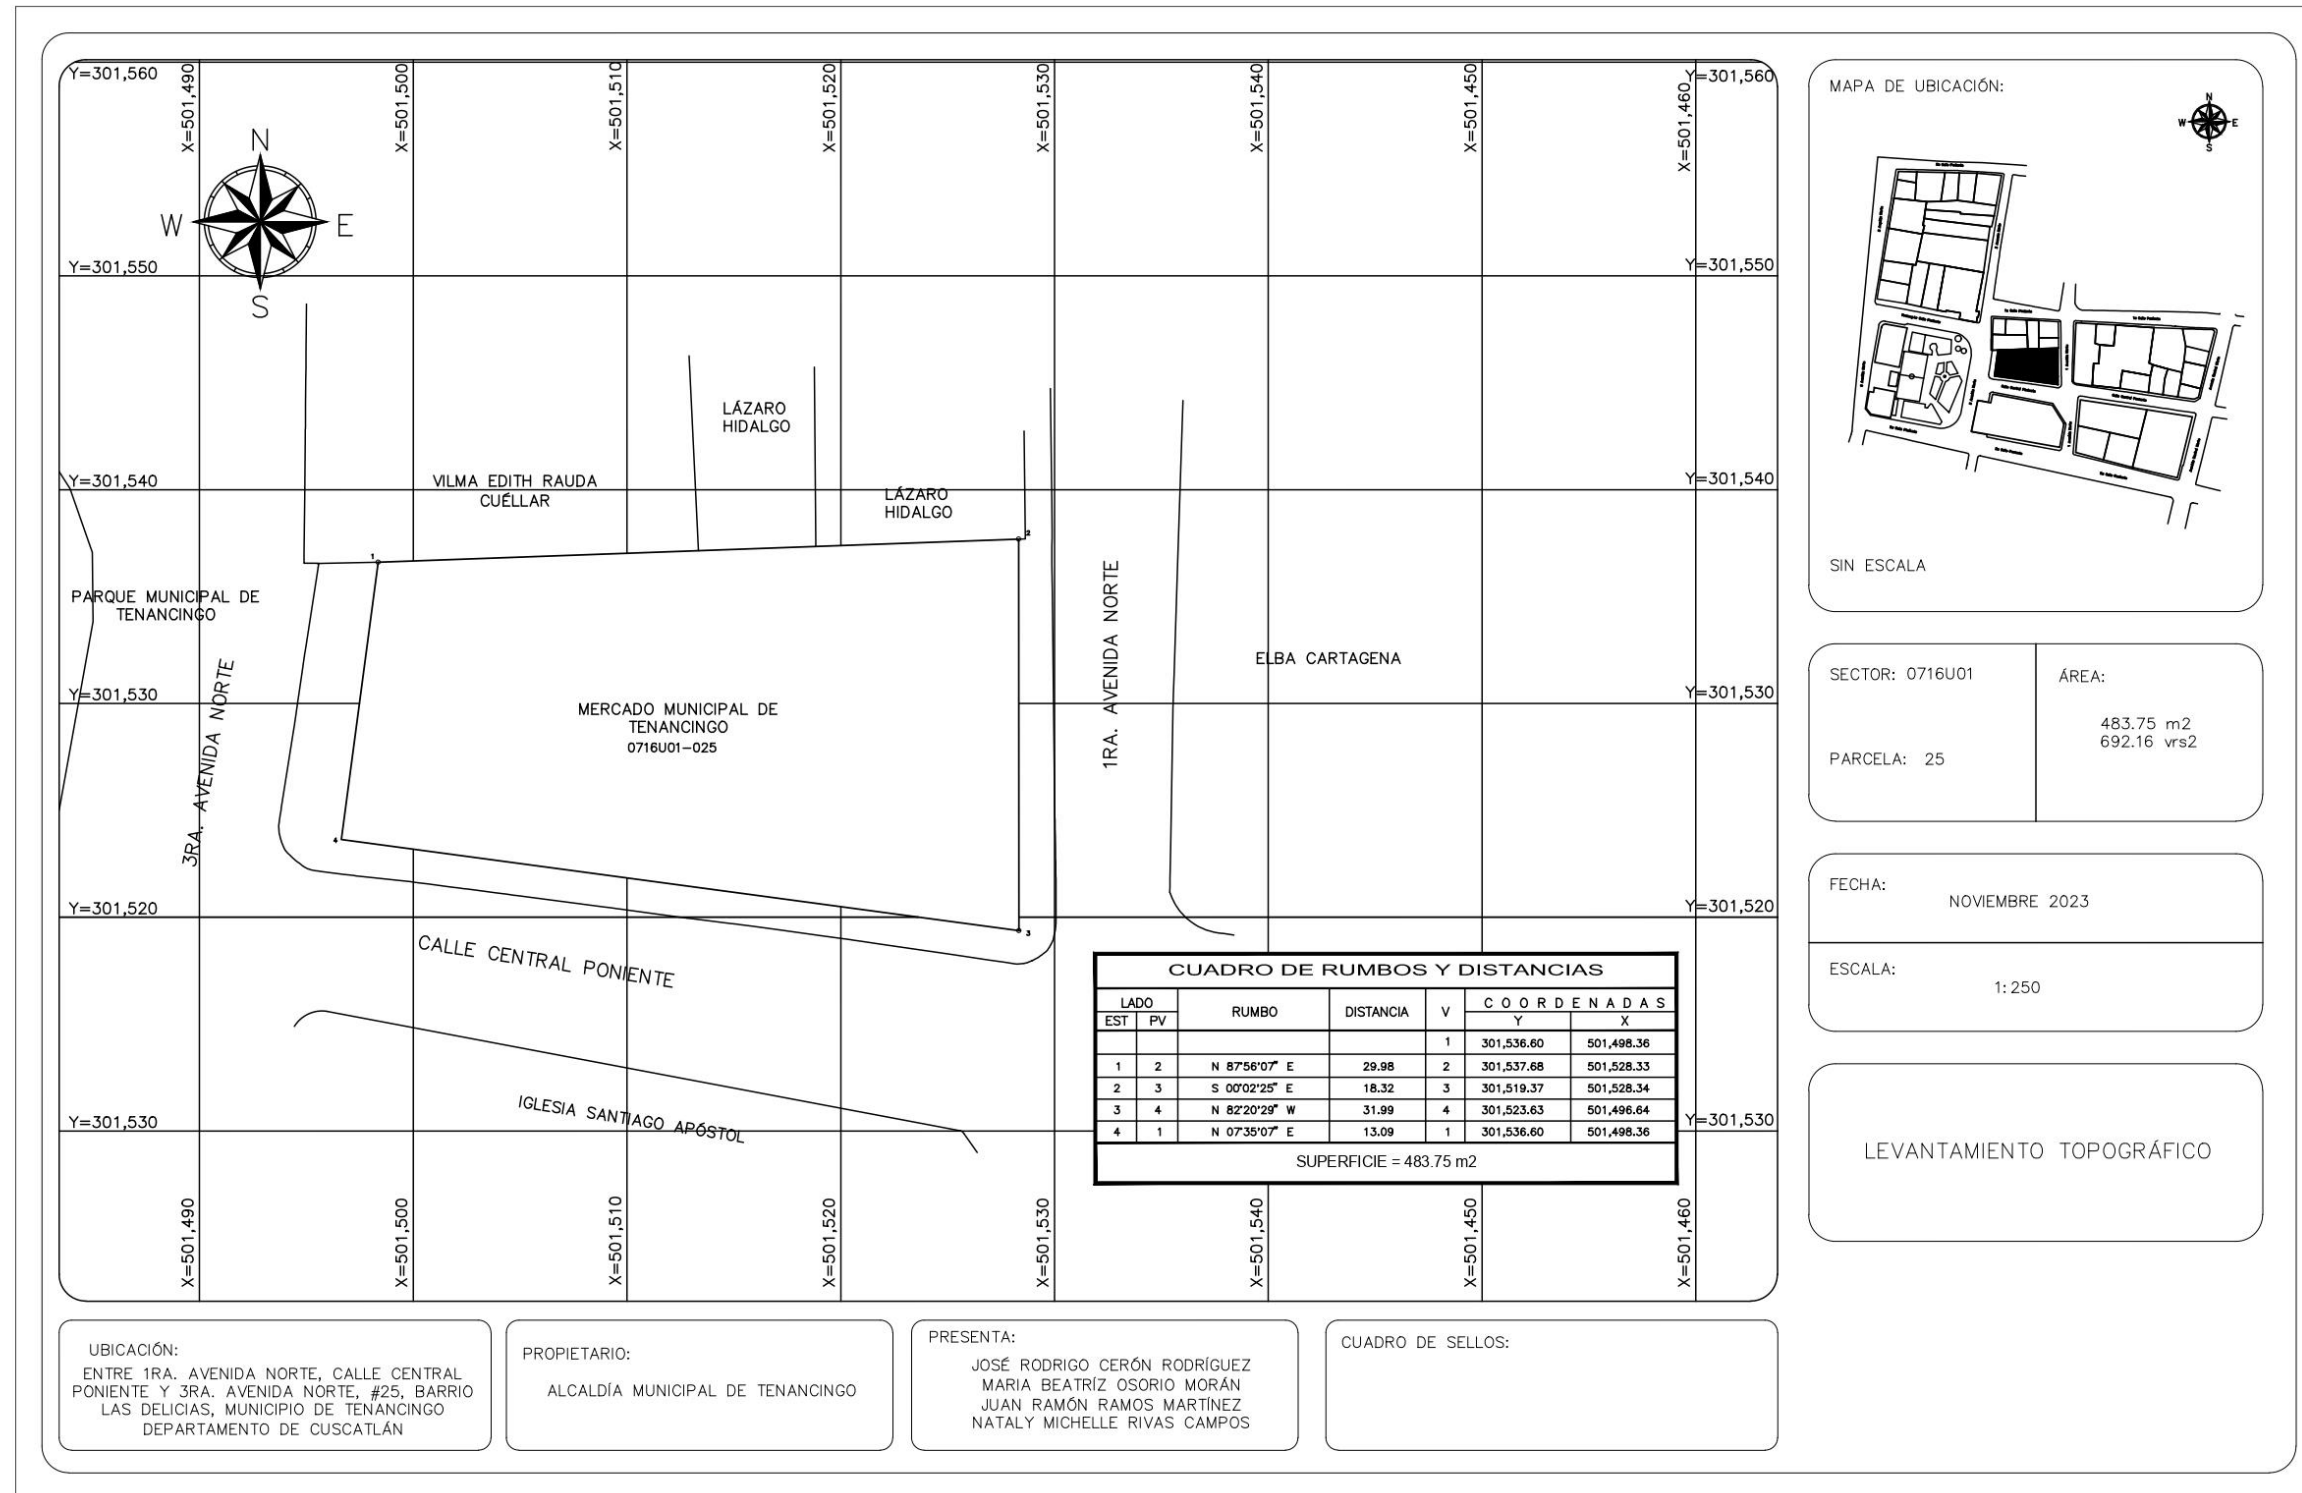 Y=301,560
X=501,490
X=501,500
X=501,510
X=501,520
X=501,530
X=501,540
X=501,450
X=501,460
Y=301,560
N
W
E
S
Y=301,550
Y=301,550
LÁZARO
HIDALGO
Y=301,540
VILMA EDITH RAUDA
CUÉLLAR
LÁZARO
HIDALGO
Y=301,540
1
2
PARQUE MUNICIPAL DE
TENANCINGO
3RA. AVENIDA NORTE
1RA. AVENIDA NORTE
ELBA CARTAGENA
Y=301,530
MERCADO MUNICIPAL DE
TENANCINGO
0716U01-025
Y=301,530
4
3
Y=301,520
Y=301,520
CALLE CENTRAL PONIENTE
IGLESIA SANTIAGO APÓSTOL
Y=301,530
Y=301,530
CUADRO DE RUMBOS Y DISTANCIAS
LADO RUMBO DISTANCIA V COORDENADAS
EST PV Y X
1 301,536.60 501,498.36
1 2 N 87°56'07" E 29.98 2 301,537.68 501,528.33
2 3 S 00°02'25" E 18.32 3 301,519.37 501,528.34
3 4 N 82°20'29" W 31.99 4 301,523.63 501,496.64
4 1 N 07°35'07" E 13.09 1 301,536.60 501,498.36
SUPERFICIE = 483.75 m2
X=501,490
X=501,500
X=501,510
X=501,520
X=501,530
X=501,540
X=501,450
X=501,460
MAPA DE UBICACIÓN:
N
W
E
S
SIN ESCALA
SECTOR: 0716U01
PARCELA: 25
ÁREA:
483.75 m2
692.16 vrs2
FECHA:
NOVIEMBRE 2023
ESCALA:
1:250
LEVANTAMIENTO TOPOGRÁFICO
UBICACIÓN:
ENTRE 1RA. AVENIDA NORTE, CALLE CENTRAL
PONIENTE Y 3RA. AVENIDA NORTE, #25, BARRIO
LAS DELICIAS, MUNICIPIO DE TENANCINGO
DEPARTAMENTO DE CUSCATLÁN
PROPIETARIO:
ALCALDÍA MUNICIPAL DE TENANCINGO
PRESENTA:
JOSÉ RODRIGO CERÓN RODRÍGUEZ
MARIA BEATRÍZ OSORIO MORÁN
JUAN RAMÓN RAMOS MARTÍNEZ
NATALY MICHELLE RIVAS CAMPOS
CUADRO DE SELLOS: